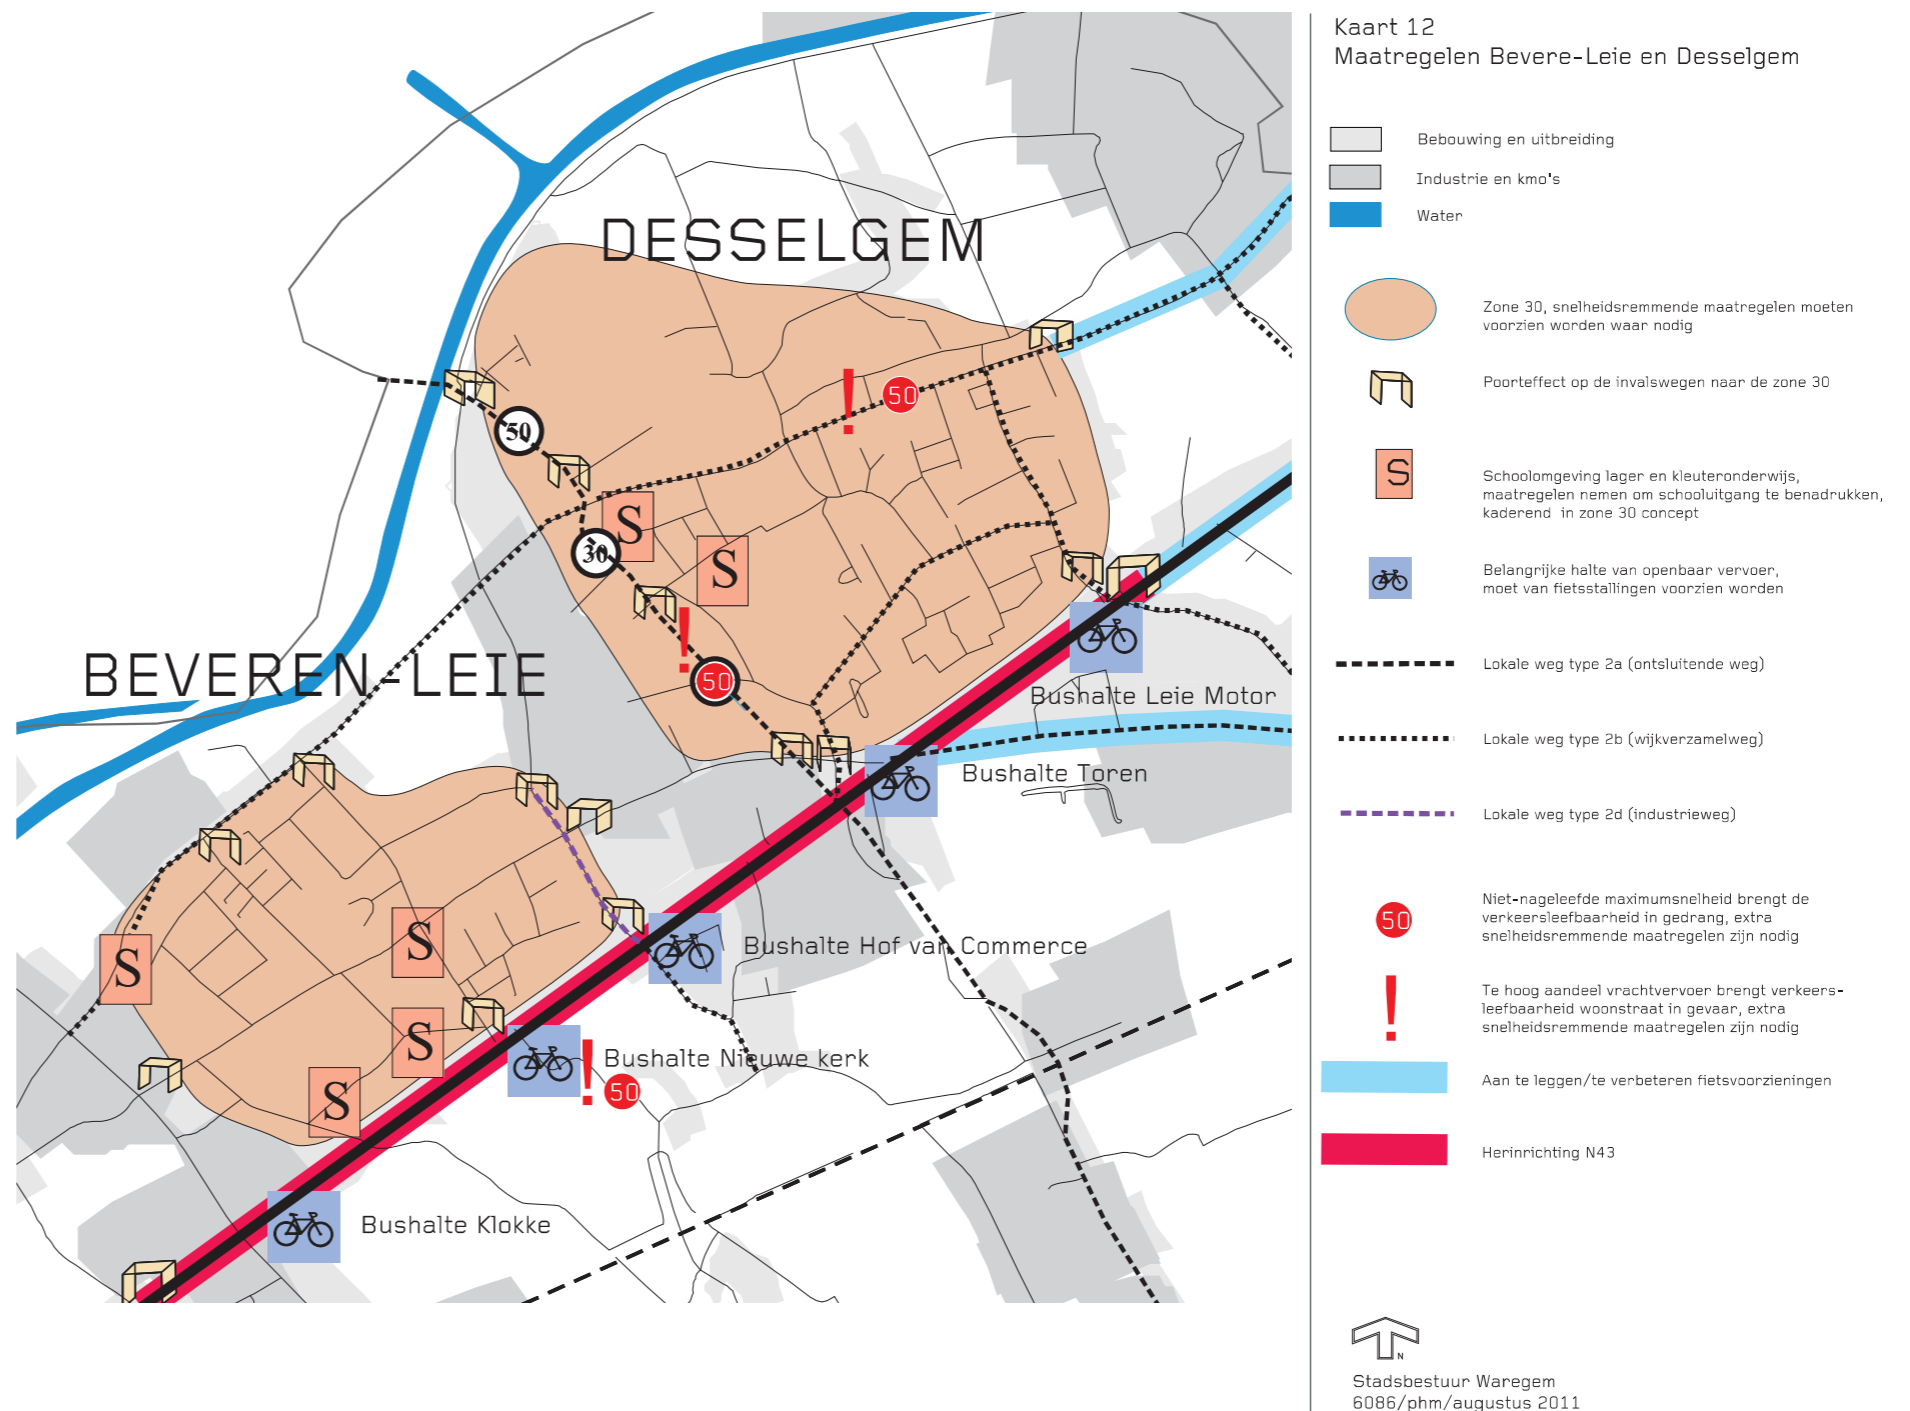 Kaart 12
Maatregelen Bevere-Leie en Desselgem
Bebouwing en uitbreiding
Industrie en kmo's
Water
Zone 30, snelheidsremmende maatregelen moeten
voorzien worden waar nodig
Poorteffect op de invalswegen naar de zone 30
S
Schoolomgeving lager en kleuteronderwijs,
maatregelen nemen om schooluitgang te benadrukken,
kaderend in zone 30 concept
Belangrijke halte van openbaar vervoer,
moet van fietsstallingen voorzien worden
Lokale weg type 2a (ontsluitende weg)
Lokale weg type 2b (wijkverzamelweg)
Lokale weg type 2d (industrieweg)
50
Niet-nageleefde maximumsnelheid brengt de
verkeersleefbaarheid in gedrang, extra
snelheidsremmende maatregelen zijn nodig
!
Te hoog aandeel vrachtvervoer brengt verkeers-
leefbaarheid woonstraat in gevaar, extra
snelheidsremmende maatregelen zijn nodig
Aan te leggen/te verbeteren fietsvoorzieningen
Herinrichting N43
N
Stadsbestuur Waregem
6086/phm/augustus 2011
DESSELGEM
! 50
50
S
30
S
!
50
BEVEREN-LEIE
Bushalte Leie Motor
Bushalte Toren
S
S
Bushalte Hof van Commerce
S
Bushalte Nieuwe kerk
! 50
S
Bushalte Klokke